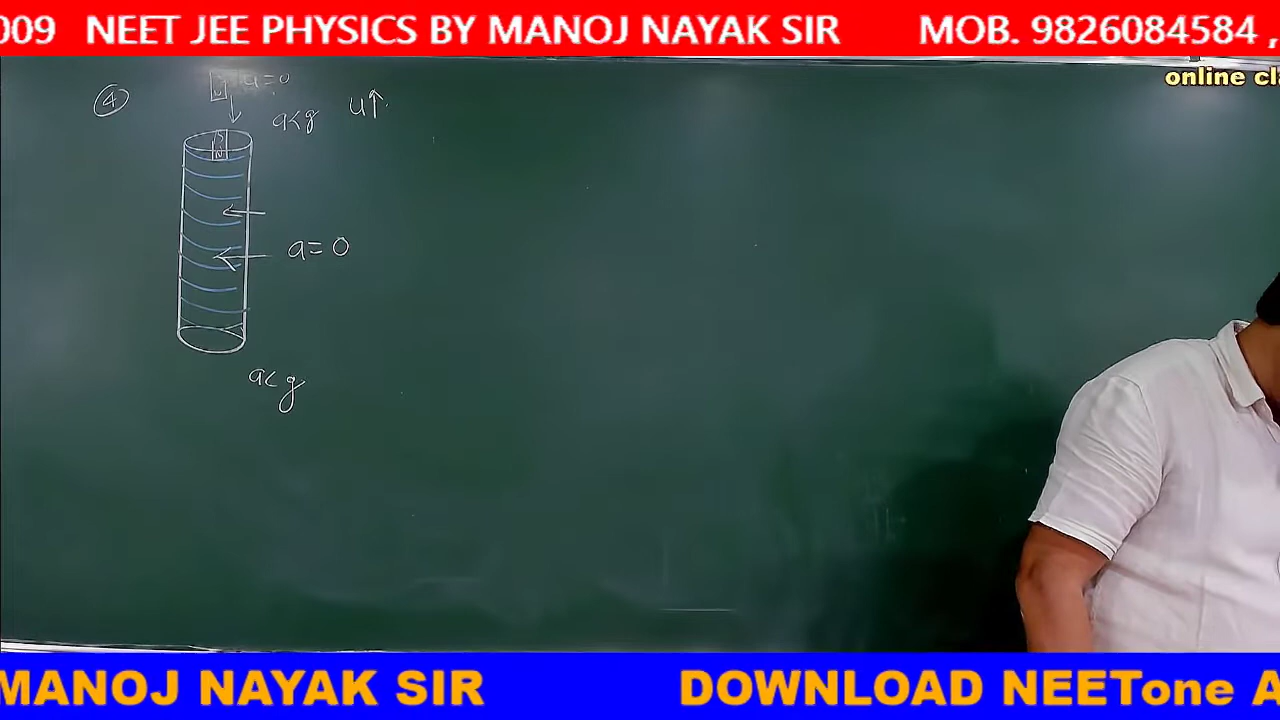 009 NEET JEE PHYSICS BY MANOJ NAYAK SIR MOB. 9826084584 ,
online cl
④ u=0
a<g u↑
S
N
a=0
a<g
MANOJ NAYAK SIR DOWNLOAD NEETone A